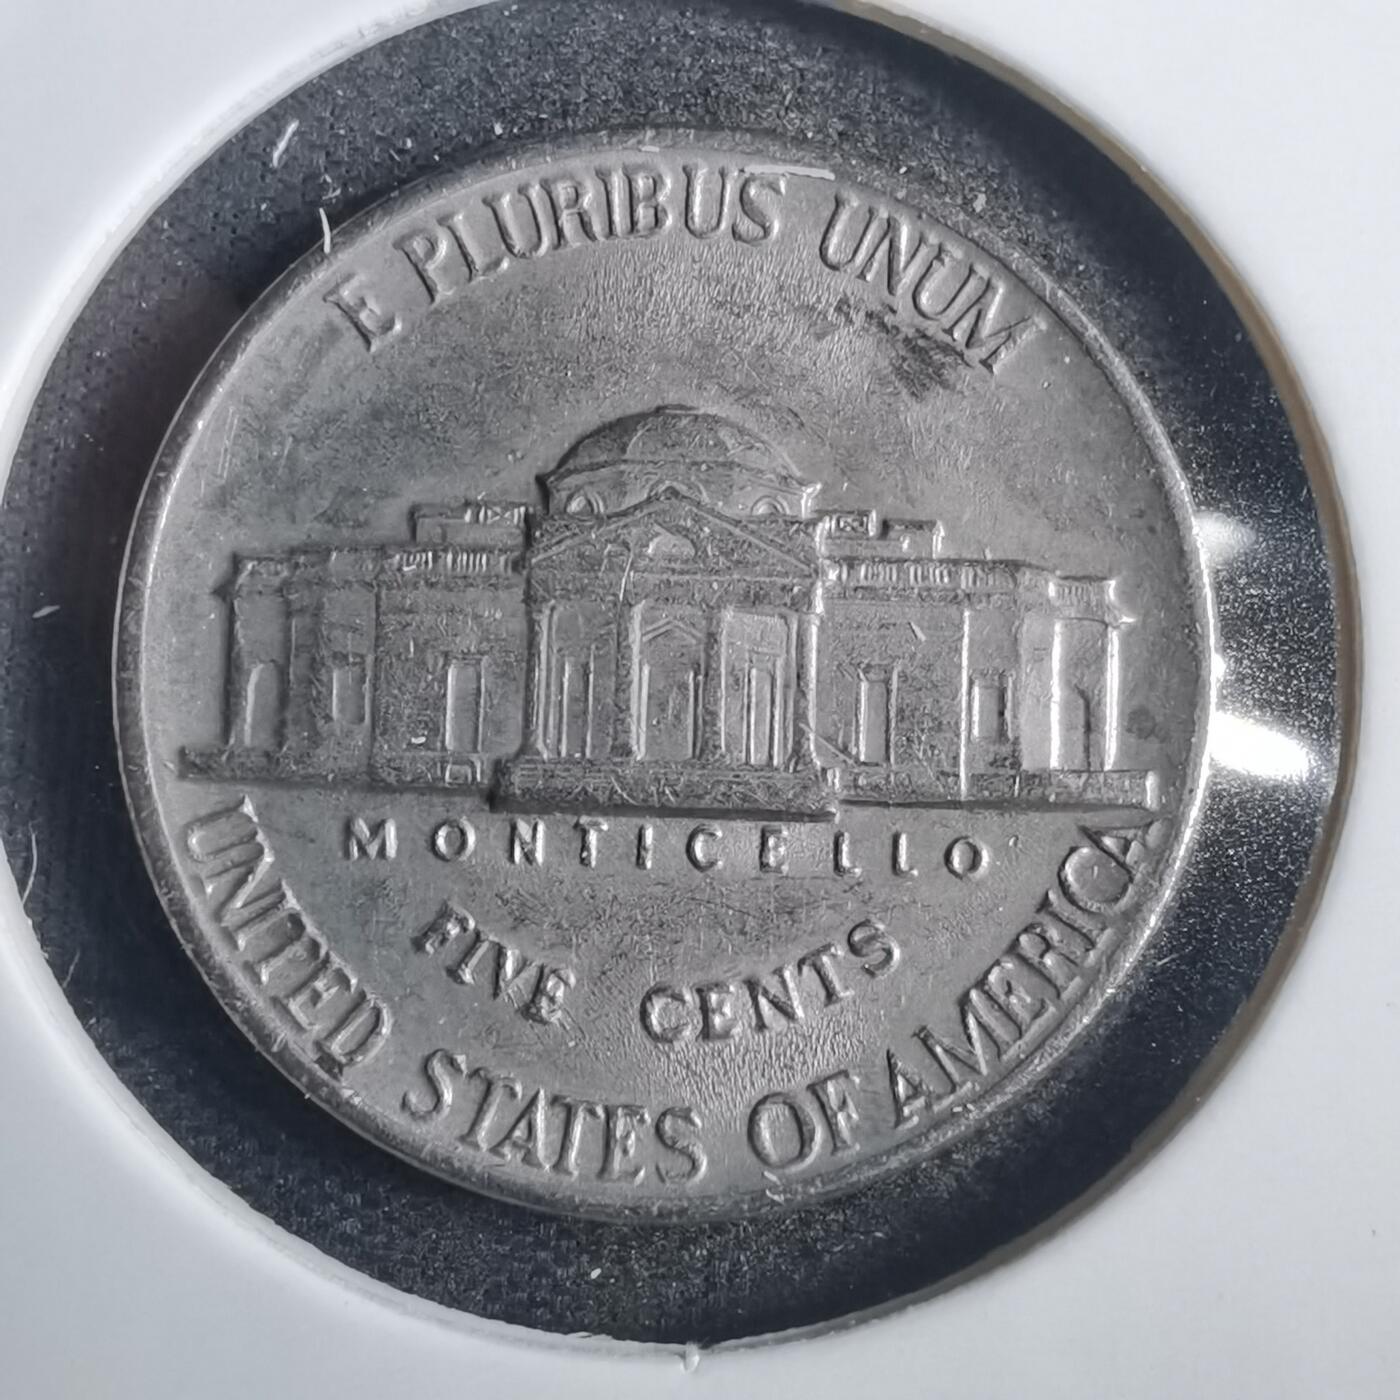 E PLURIBUS UNUM
MONTICELLO
FIVE CENTS
UNITED STATES OF AMERICA